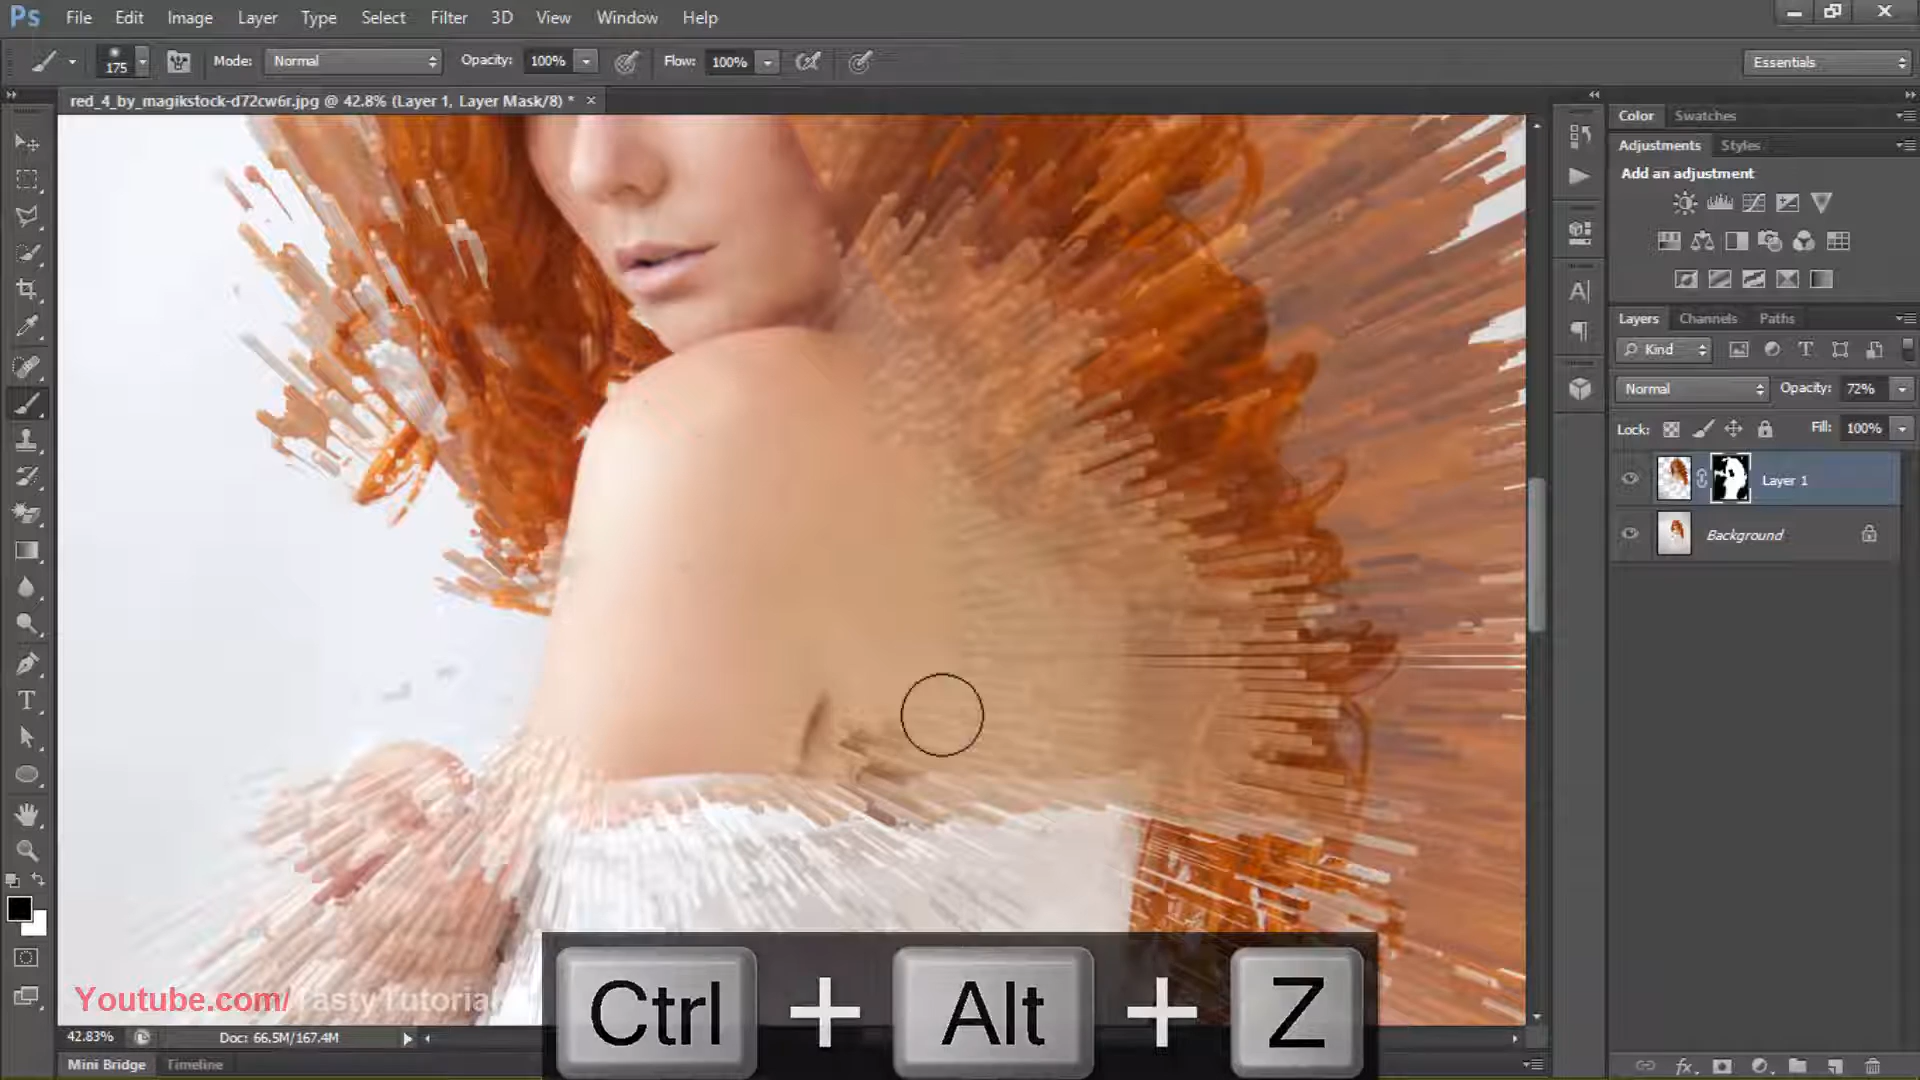 Ps File Edit Image Layer Type Select Filter 3D View Window Help
175 Mode: Normal Opacity: 100% Flow: 100% Essentials
red_4_by_magikstock-d72cw6r.jpg @ 42.8% (Layer 1, Layer Mask/8) *
Color Swatches
Adjustments Styles
Add an adjustment
Layers Channels Paths
Kind
Normal Opacity: 72%
Lock: Fill: 100%
Layer 1
Background
Youtube.com/TastyTutoria
Ctrl + Alt + Z
42.83% Doc: 66.5M/167.4M
Mini Bridge Timeline